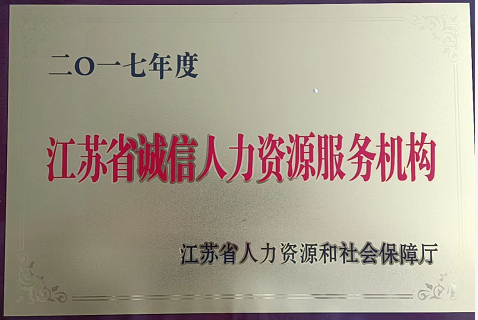 二〇一七年度
江苏省诚信人力资源服务机构
江苏省人力资源和社会保障厅